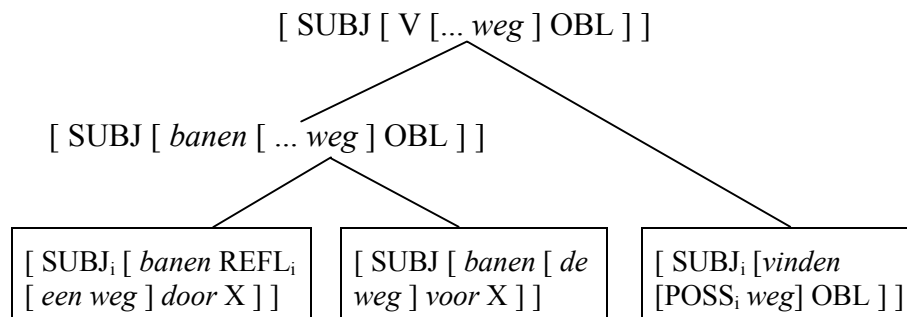 [ SUBJ [ V [... weg ] OBL ] ]
[ SUBJ [ banen [ ... weg ] OBL ] ]
[ SUBJi [ banen REFLi
[ een weg ] door X ] ]
[ SUBJ [ banen [ de
weg ] voor X ] ]
[ SUBJi [vinden
[POSSi weg] OBL ] ]